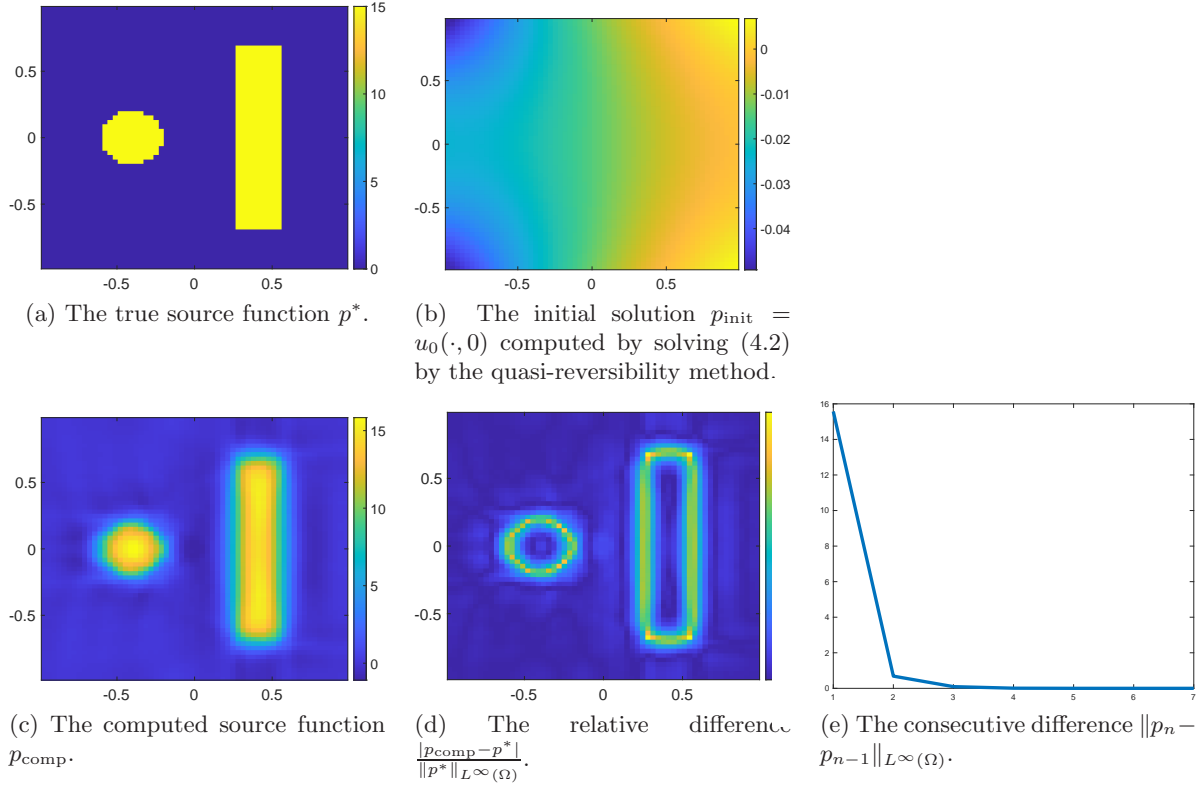 15
10
5
0
0.5
0
-0.5
-0.5 0 0.5
(a) The true source function p*.
0
-0.01
-0.02
-0.03
-0.04
0.5
0
-0.5
-0.5 0 0.5
(b) The initial solution p_init =
u_0(·, 0) computed by solving (4.2)
by the quasi-reversibility method.
15
10
5
0
0.5
0
-0.5
-0.5 0 0.5
(c) The computed source function
p_comp.
0.5
0
-0.5
-0.5 0 0.5
(d) The relative difference
|p_comp−p*|
‖p*‖_L^∞(Ω).
16
14
12
10
8
6
4
2
0
1 2 3 4 5 6 7
(e) The consecutive difference ‖p_n−
p_{n−1}‖_L^∞(Ω).